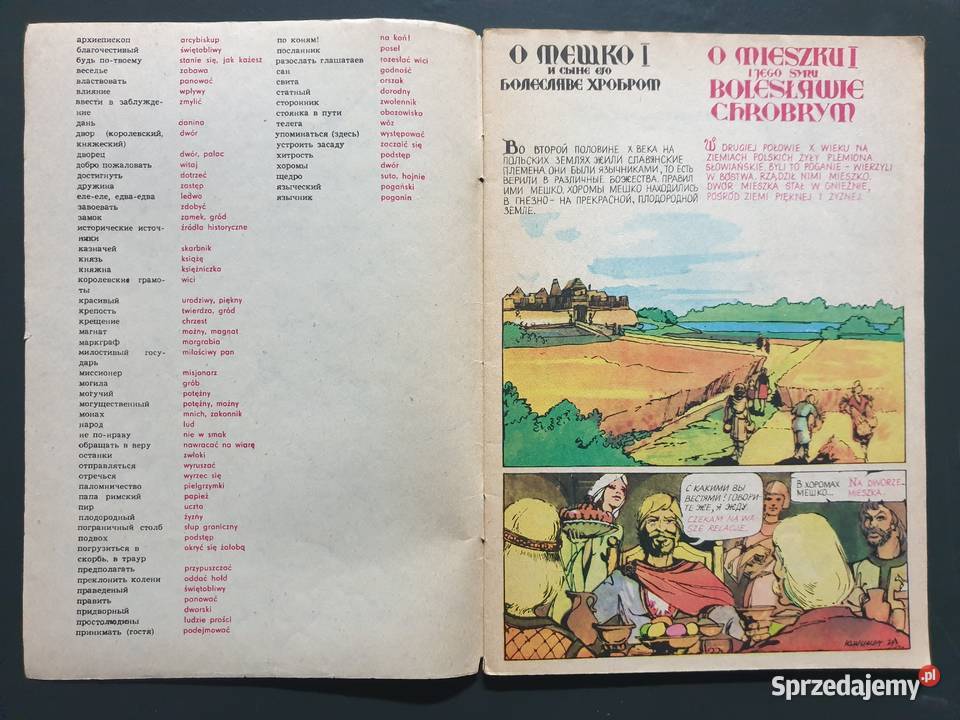 архиепископ arcybiskup
благочестивый świętobliwy
будь по-твоему stanie się, jak każesz
веселье zabawa
властвовать panować
влияние wpływy
ввести в заблужде- zmylić
ние
дань danina
двор (королевский, dwór
княжеский)
дворец dwór, pałac
добро пожаловать witaj
достигнуть dotrzeć
дружина zastęp
еле-еле, едва-едва ledwo
завоевать zdobyć
замок zamek, gród
исторические источ- źródła historyczne
ники
казначей skarbnik
князь książę
княжна księżniczka
королевские грамо- wici
ты
красивый urodziwy, piękny
крепость twierdza, gród
крещение chrzest
магнат możny, magnat
маркграф margrabia
милостивый госу- miłościwy pan
дарь
миссионер misjonarz
могила grób
могучий potężny
могущественный potężny, możny
монах mnich, zakonnik
народ lud
не по-нраву nie w smak
обращать в веру nawracać na wiarę
останки zwłoki
отправляться wyruszać
отречься wyrzec się
паломничество pielgrzymki
папа римский papież
пир uczta
плодородный żyzny
пограничный столб słup graniczny
подвох podstęp
погрузиться в okryć się żałobą
скорбь, в траур
предполагать przypuszczać
преклонить колени oddać hołd
праведеный świętobliwy
править panować
придворный dworski
простолюдины ludzie prości
принимать (гостя) podejmować
по коням! na koń!
посланник poseł
разослать глашатаев rozesłać wici
сан godność
свита orszak
статный dorodny
сторонник zwolennik
стоянка в пути obozowisko
телега wóz
упоминаться (здесь) występować
устроить засаду zaczaić się
хитрость podstęp
хоромы dwór
щедро suto, hojnie
языческий pogański
язычник poganin
О МЕШКО I
И СЫНЕ ЕГО
БОЛЕСЛАВЕ ХРОБРОМ
O MIESZKU I
I JEGO SYNU
BOLESŁAWIE
CHROBRYM
ВО ВТОРОЙ ПОЛОВИНЕ X ВЕКА НА
ПОЛЬСКИХ ЗЕМЛЯХ ЖИЛИ СЛАВЯНСКИЕ
ПЛЕМЕНА. ОНИ БЫЛИ ЯЗЫЧНИКАМИ, ТО ЕСТЬ
ВЕРИЛИ В РАЗЛИЧНЫЕ БОЖЕСТВА. ПРАВИЛ
ИМИ МЕШКО. ХОРОМЫ МЕШКО НАХОДИЛИСЬ
В ГНЕЗНО - НА ПРЕКРАСНОЙ, ПЛОДОРОДНОЙ
ЗЕМЛЕ.
W DRUGIEJ POŁOWIE X WIEKU NA
ZIEMIACH POLSKICH ŻYŁY PLEMIONA
SŁOWIAŃSKIE. BYLI TO POGANIE - WIERZYLI
W BÓSTWA. RZĄDZIŁ NIMI MIESZKO.
DWÓR MIESZKA STAŁ W GNIEŹNIE,
POŚRÓD ZIEMI PIĘKNEJ I ŻYZNEJ.
С КАКИМИ ВЫ
ВЕСТЯМИ? ГОВОРИ-
ТЕ ЖЕ, Я ЖДУ.
CZEKAM NA WA-
SZE RELACJE.
В ХОРОМАХ
МЕШКО...
NA DWORZE
MIESZKA...
Sprzedajemy.pl